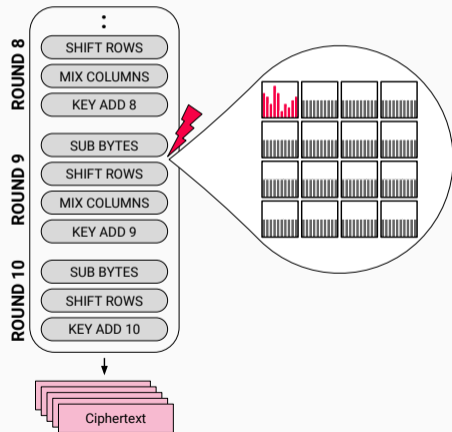 ROUND 8
SHIFT ROWS
MIX COLUMNS
KEY ADD 8
ROUND 9
SUB BYTES
SHIFT ROWS
MIX COLUMNS
KEY ADD 9
ROUND 10
SUB BYTES
SHIFT ROWS
KEY ADD 10
Ciphertext